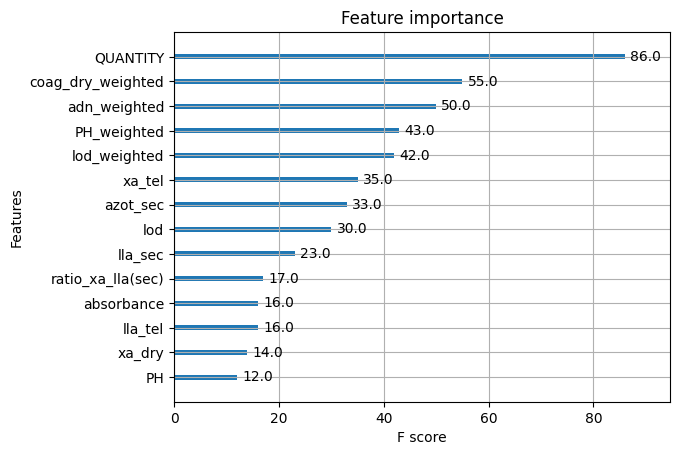 Feature importance
Features
QUANTITY 86.0
coag_dry_weighted 55.0
adn_weighted 50.0
PH_weighted 43.0
lod_weighted 42.0
xa_tel 35.0
azot_sec 33.0
lod 30.0
lla_sec 23.0
ratio_xa_lla(sec) 17.0
absorbance 16.0
lla_tel 16.0
xa_dry 14.0
PH 12.0
0 20 40 60 80
F score